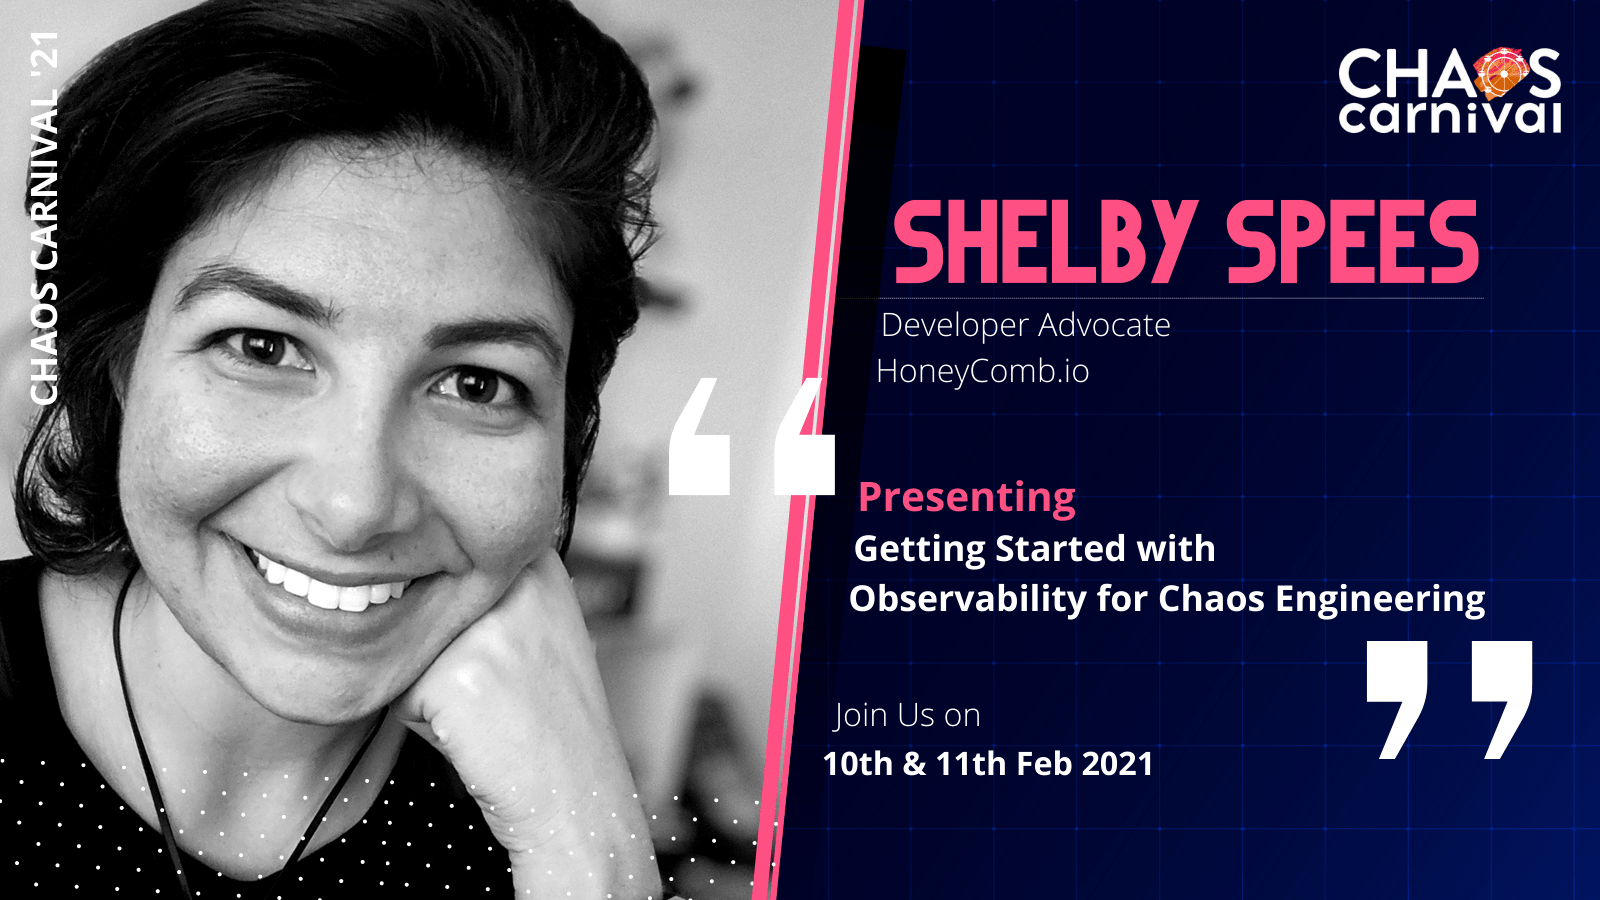 CHAOS CARNIVAL '21
CHAOS
carnival
SHELBY SPEES
Developer Advocate
HoneyComb.io
“
Presenting
Getting Started with
Observability for Chaos Engineering
”
Join Us on
10th & 11th Feb 2021